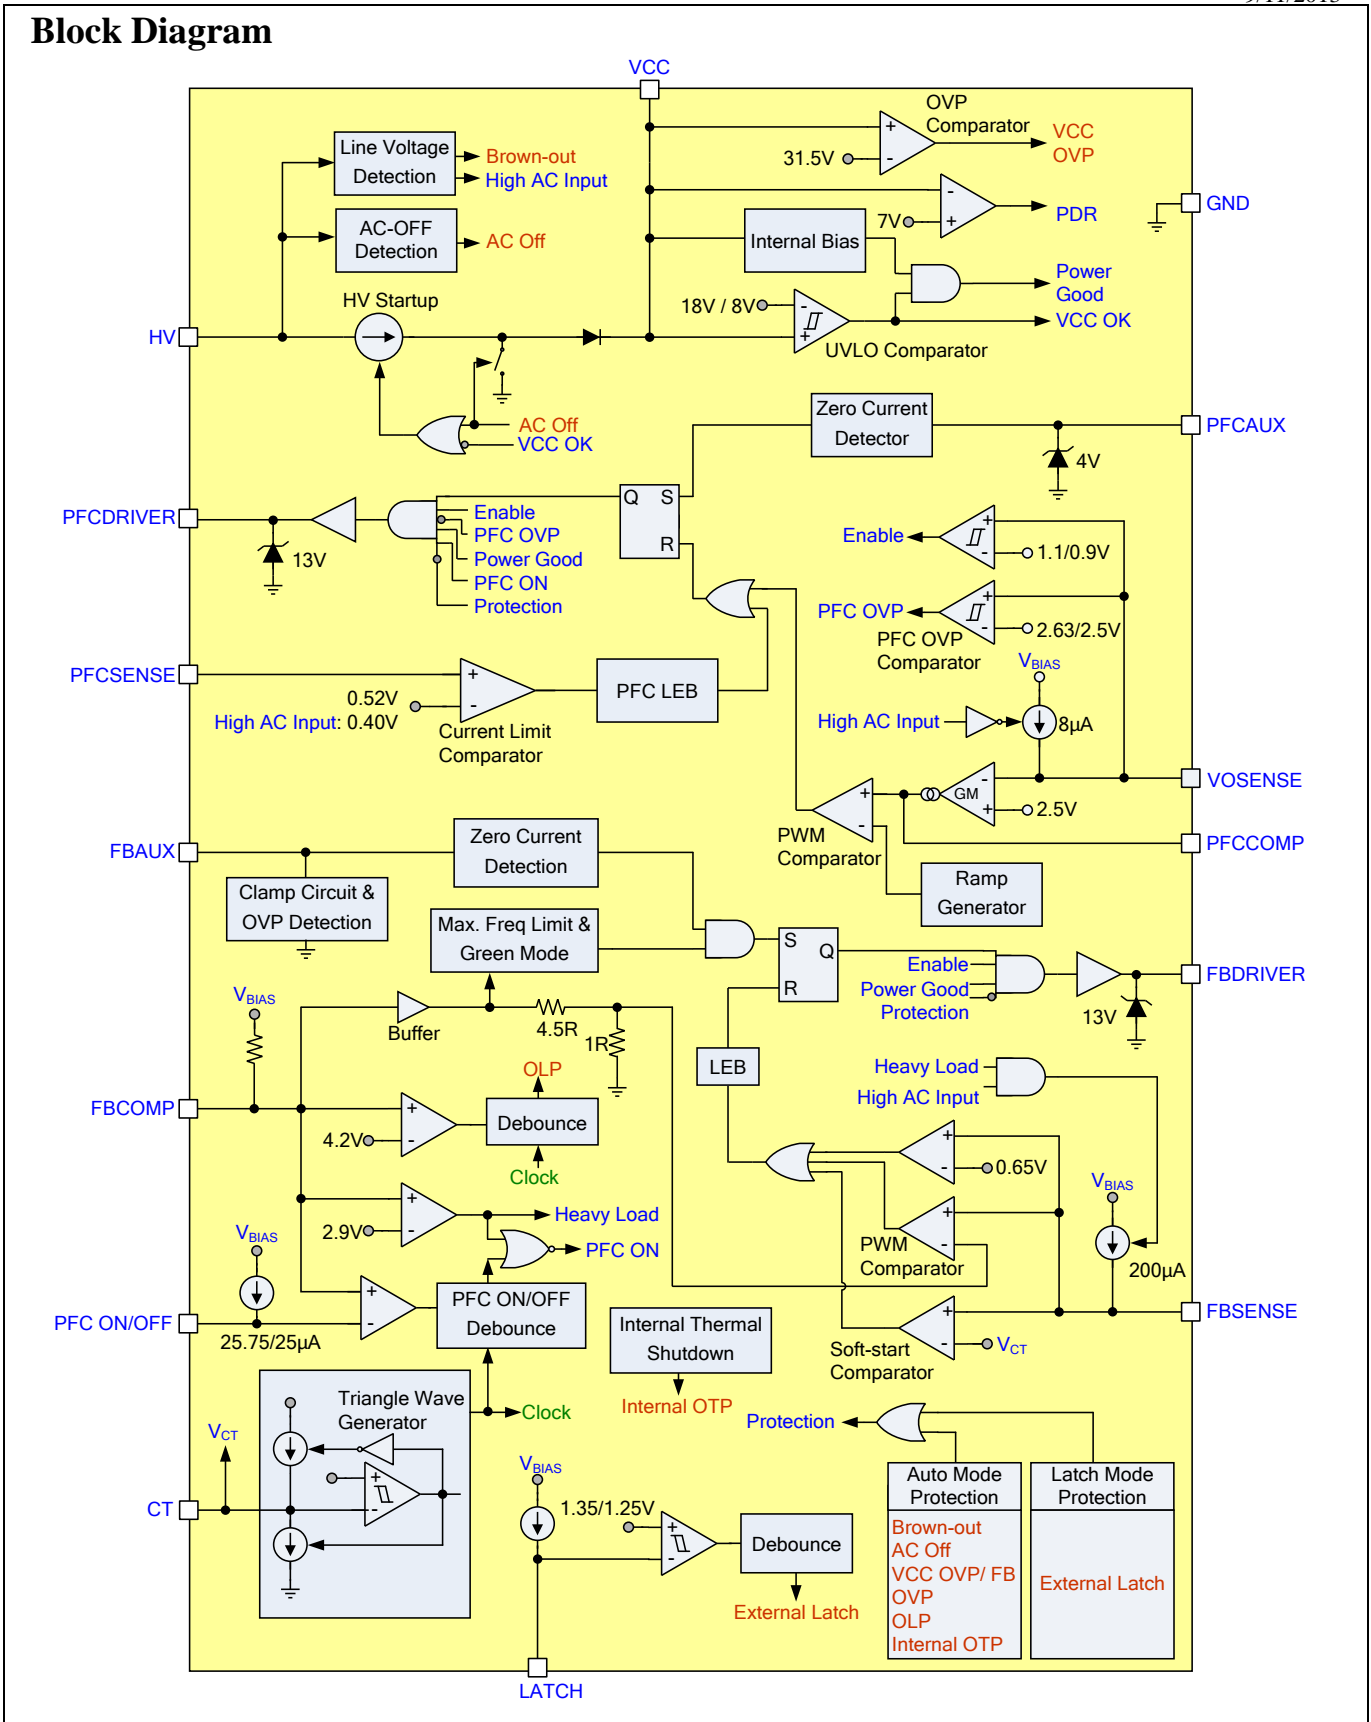 Block Diagram
VCC
OVP
Comparator
VCC
OVP
31.5V
+
-
Line Voltage
Detection
Brown-out
High AC Input
-
+
7V
PDR
GND
AC-OFF
Detection
AC Off
Internal Bias
Power
Good
HV Startup
18V / 8V
-
+
VCC OK
UVLO Comparator
HV
AC Off
VCC OK
Zero Current
Detector
PFCAUX
4V
PFCDRIVER
13V
Enable
PFC OVP
Power Good
PFC ON
Protection
Q
S
R
Enable
+
-
1.1/0.9V
PFC OVP
+
-
2.63/2.5V
PFC OVP
Comparator
VBIAS
PFCSENSE
+
-
0.52V
High AC Input: 0.40V
Current Limit
Comparator
PFC LEB
High AC Input
8µA
VOSENSE
-
GM
+
2.5V
+
-
PWM
Comparator
PFCCOMP
FBAUX
Zero Current
Detection
Clamp Circuit &
OVP Detection
Max. Freq Limit &
Green Mode
Ramp
Generator
S
Q
R
Enable
Power Good
Protection
FBDRIVER
13V
VBIAS
Buffer
4.5R
1R
LEB
Heavy Load
High AC Input
OLP
FBCOMP
+
-
4.2V
Debounce
Clock
+
-
0.65V
VBIAS
+
-
2.9V
Heavy Load
PFC ON
VBIAS
+
-
PWM
Comparator
200µA
PFC ON/OFF
25.75/25µA
+
-
PFC ON/OFF
Debounce
Internal Thermal
Shutdown
Internal OTP
+
-
VCT
Soft-start
Comparator
FBSENSE
Triangle Wave
Generator
Clock
VCT
+
-
CT
Protection
VBIAS
1.35/1.25V
+
-
Debounce
External Latch
Auto Mode
Protection
Brown-out
AC Off
VCC OVP/ FB
OVP
OLP
Internal OTP
Latch Mode
Protection
External Latch
LATCH